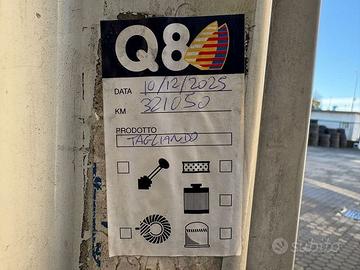 Q8
DATA 10/12/2025
KM 321050
PRODOTTO
TAGLIANDO
subito